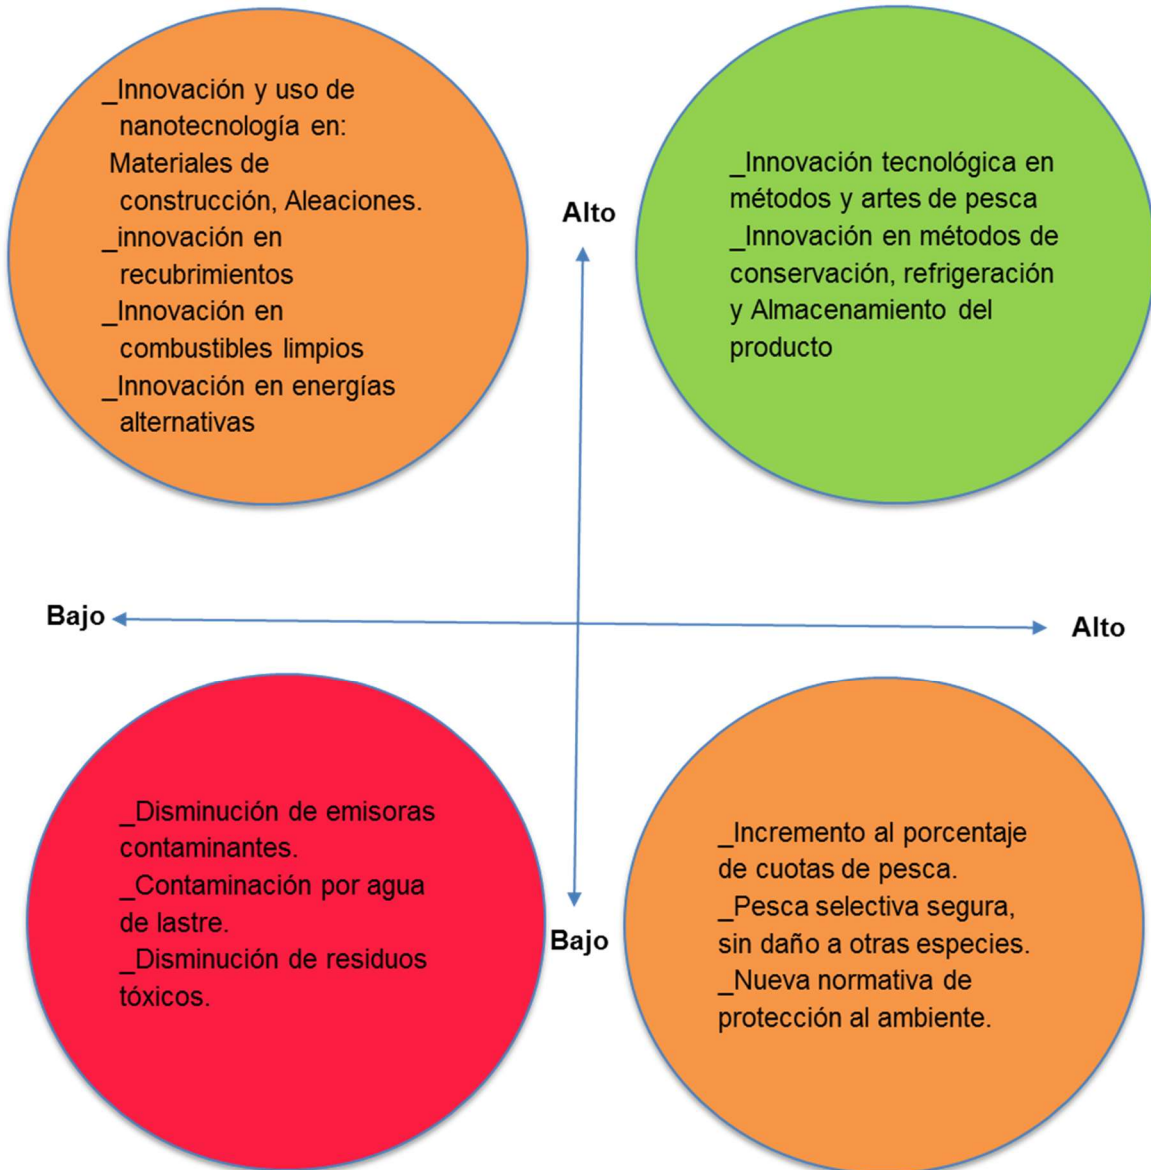 _Innovación y uso de
nanotecnología en:
Materiales de
construcción, Aleaciones.
_innovación en
recubrimientos
_Innovación en
combustibles limpios
_Innovación en energías
alternativas
Alto
_Innovación tecnológica en
métodos y artes de pesca
_Innovación en métodos de
conservación, refrigeración
y Almacenamiento del
producto
Bajo
Alto
_Disminución de emisoras
contaminantes.
_Contaminación por agua
de lastre.
_Disminución de residuos
tóxicos.
Bajo
_Incremento al porcentaje
de cuotas de pesca.
_Pesca selectiva segura,
sin daño a otras especies.
_Nueva normativa de
protección al ambiente.